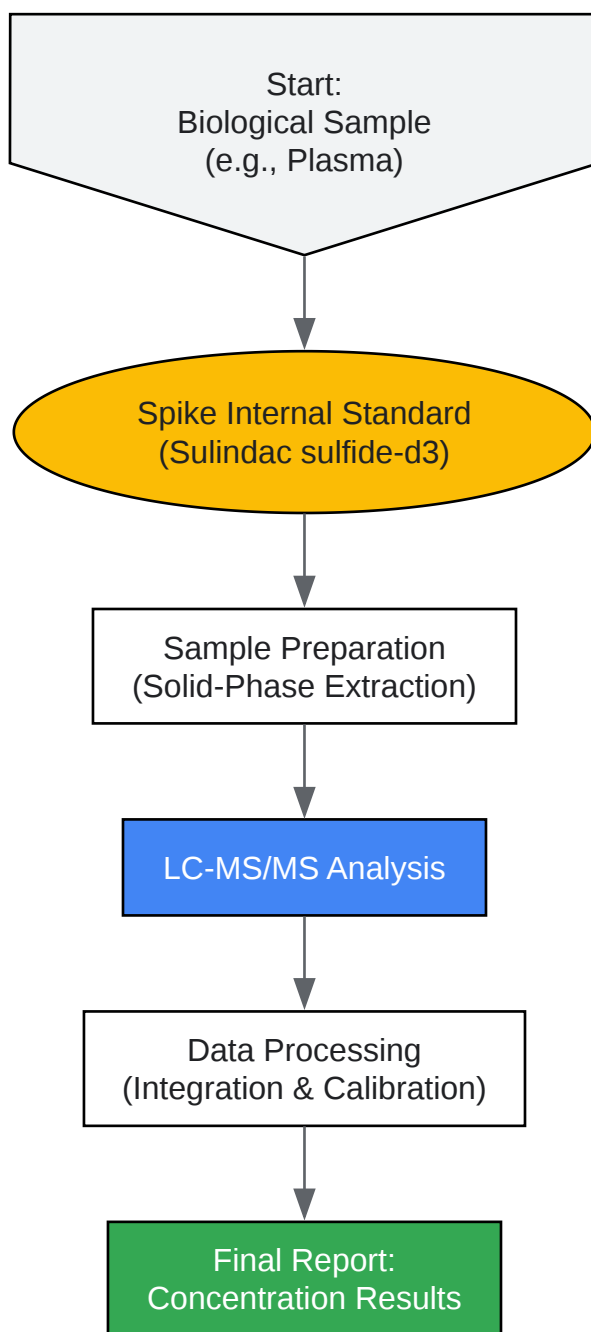 Start:
Biological Sample
(e.g., Plasma)
Spike Internal Standard
(Sulindac sulfide-d3)
Sample Preparation
(Solid-Phase Extraction)
LC-MS/MS Analysis
Data Processing
(Integration & Calibration)
Final Report:
Concentration Results